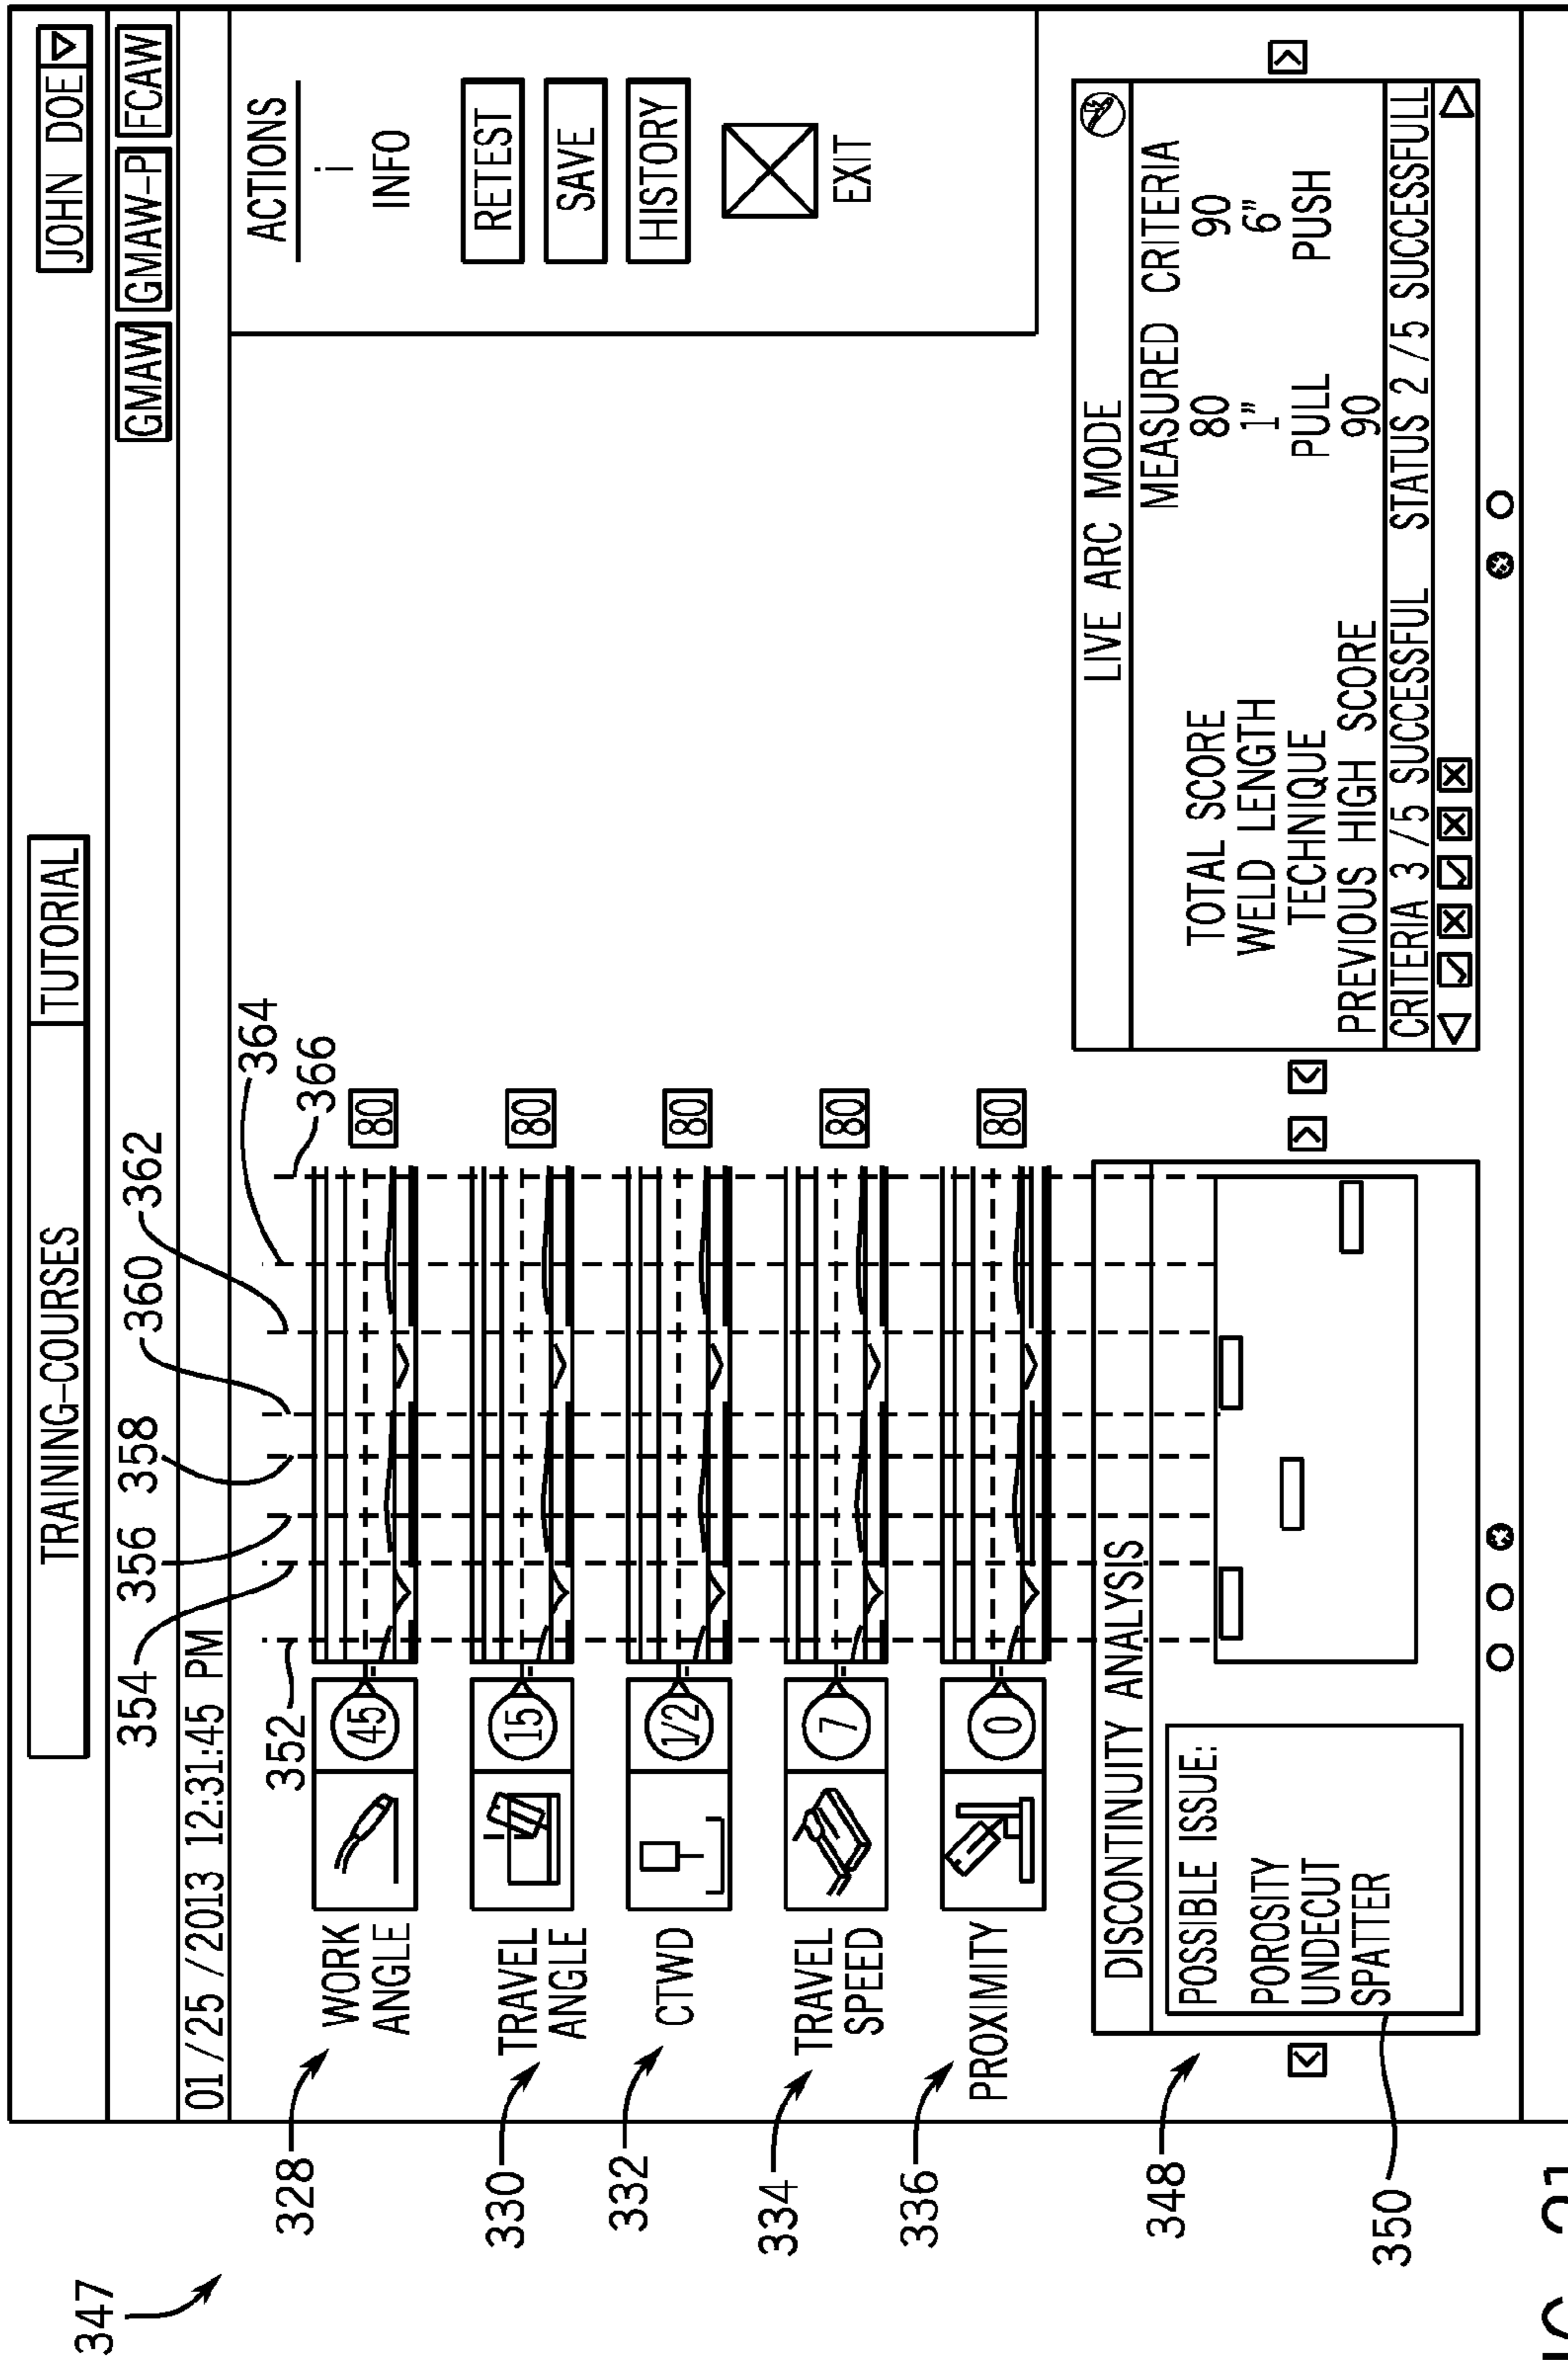 347
TRAINING-COURSES
TUTORIAL
JOHN DOE
GMAW
GMAW-P
FCAW
01/25/2013 12:31:45 PM
352
354
356
358
360
362
364
366
328
WORK
ANGLE
45
80
330
TRAVEL
ANGLE
15
80
332
CTWD
1/2
80
334
TRAVEL
SPEED
7
80
336
PROXIMITY
0
80
ACTIONS
i
INFO
RETEST
SAVE
HISTORY
EXIT
348
DISCONTINUITY ANALYSIS
POSSIBLE ISSUE:
POROSITY
UNDECUT
SPATTER
350
LIVE ARC MODE
MEASURED CRITERIA
TOTAL SCORE 80 90
WELD LENGTH 1" 6"
TECHNIQUE PULL PUSH
PREVIOUS HIGH SCORE 90
CRITERIA 3/5 SUCCESSFUL STATUS 2/5 SUCCESSFULL